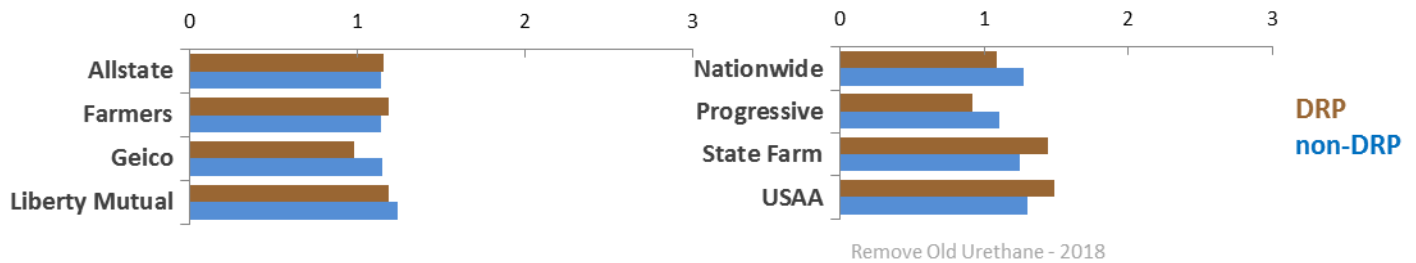 0 1 2 3
Allstate
Farmers
Geico
Liberty Mutual
0 1 2 3
Nationwide
Progressive
State Farm
USAA
DRP
non-DRP
Remove Old Urethane - 2018